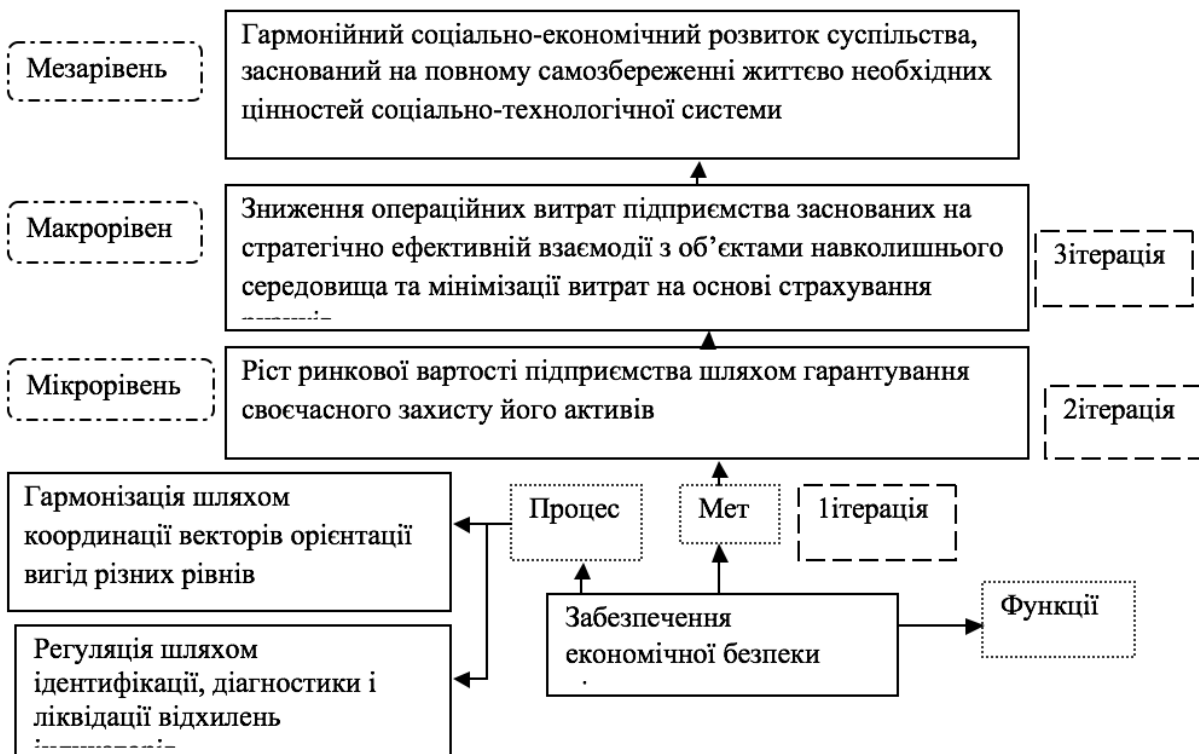 Мезарівень
Гармонійний соціально-економічний розвиток суспільства,
заснований на повному самозбереженні життєво необхідних
цінностей соціально-технологічної системи
Макрорівен
Зниження операційних витрат підприємства заснованих на
стратегічно ефективній взаємодії з об’єктами навколишнього
середовища та мінімізації витрат на основі страхування
3ітерація
Мікрорівень
Ріст ринкової вартості підприємства шляхом гарантування
своєчасного захисту його активів
2ітерація
Гармонізація шляхом
координації векторів орієнтації
вигід різних рівнів
Процес
Мет
1ітерація
Забезпечення
економічної безпеки
Функції
Регуляція шляхом
ідентифікації, діагностики і
ліквідації відхилень